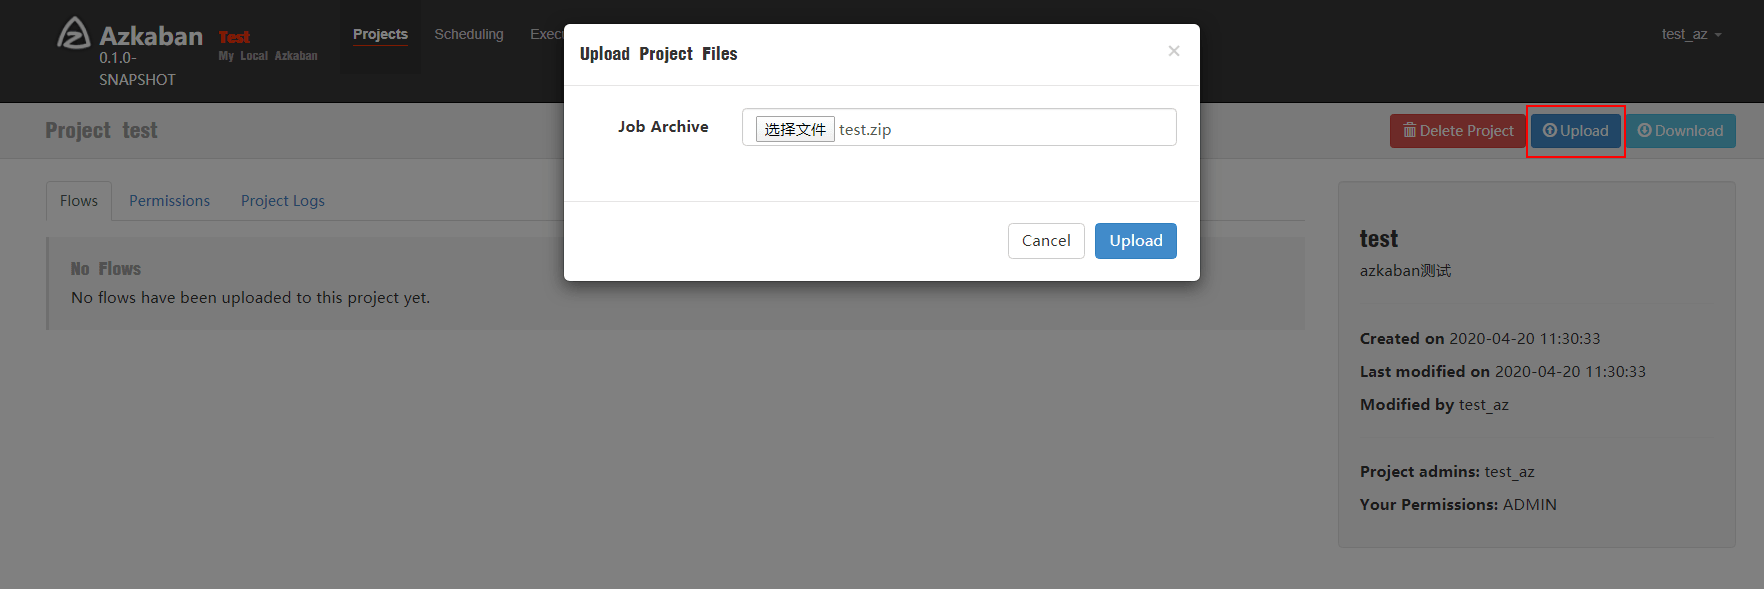 Azkaban
0.1.0-
SNAPSHOT
Test
My Local Azkaban
Projects
Scheduling
Execu
test_az
Upload Project Files
×
Job Archive
选择文件 test.zip
Cancel
Upload
Project test
Delete Project
Upload
Download
Flows
Permissions
Project Logs
No Flows
No flows have been uploaded to this project yet.
test
azkaban测试
Created on 2020-04-20 11:30:33
Last modified on 2020-04-20 11:30:33
Modified by test_az
Project admins: test_az
Your Permissions: ADMIN